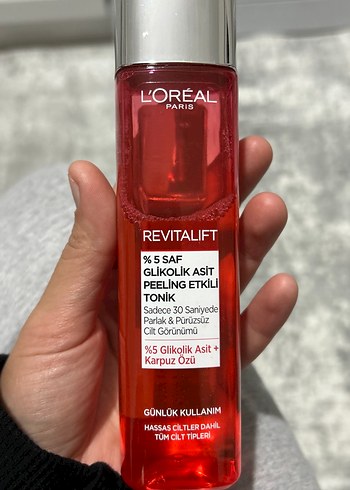 L'ORÉAL
PARIS
REVITALIFT
% 5 SAF
GLİKOLİK ASİT
PEELİNG ETKİLİ
TONİK
Sadece 30 Saniyede
Parlak & Pürüzsüz
Cilt Görünümü
%5 Glikolik Asit +
Karpuz Özü
GÜNLÜK KULLANIM
HASSAS CİLTLER DAHİL
TÜM CİLT TİPLERİ